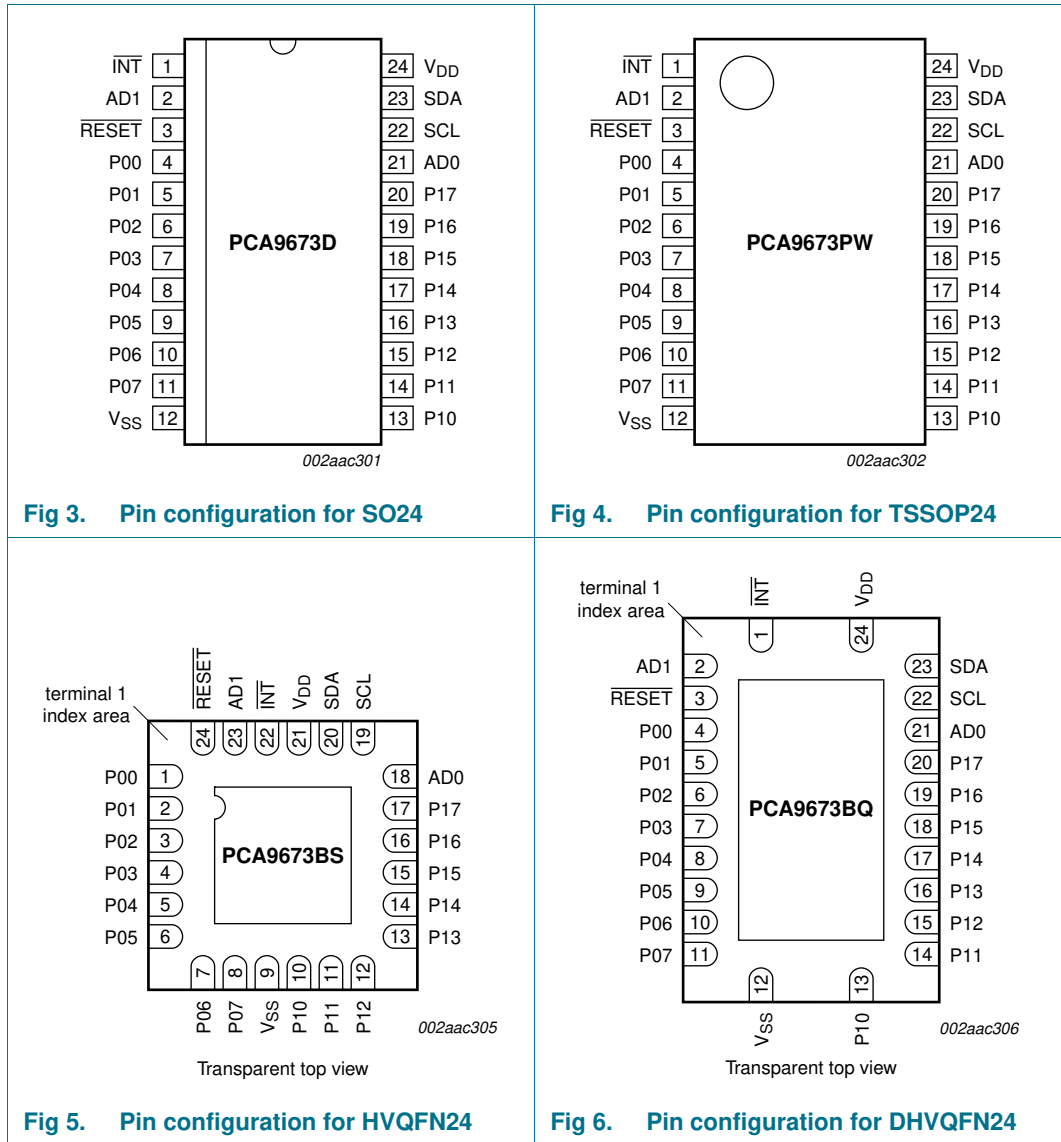 INT 1
AD1 2
RESET 3
P00 4
P01 5
P02 6
P03 7
P04 8
P05 9
P06 10
P07 11
VSS 12
PCA9673D
24 VDD
23 SDA
22 SCL
21 AD0
20 P17
19 P16
18 P15
17 P14
16 P13
15 P12
14 P11
13 P10
002aac301
Fig 3. Pin configuration for SO24
INT 1
AD1 2
RESET 3
P00 4
P01 5
P02 6
P03 7
P04 8
P05 9
P06 10
P07 11
VSS 12
PCA9673PW
24 VDD
23 SDA
22 SCL
21 AD0
20 P17
19 P16
18 P15
17 P14
16 P13
15 P12
14 P11
13 P10
002aac302
Fig 4. Pin configuration for TSSOP24
terminal 1
index area
RESET 24
AD1 23
INT 22
VDD 21
SDA 20
SCL 19
P00 1
P01 2
P02 3
P03 4
P04 5
P05 6
PCA9673BS
18 AD0
17 P17
16 P16
15 P15
14 P14
13 P13
7 P06
8 P07
9 VSS
10 P10
11 P11
12 P12
002aac305
Transparent top view
Fig 5. Pin configuration for HVQFN24
terminal 1
index area
INT 1
VDD 24
AD1 2
RESET 3
P00 4
P01 5
P02 6
P03 7
P04 8
P05 9
P06 10
P07 11
PCA9673BQ
23 SDA
22 SCL
21 AD0
20 P17
19 P16
18 P15
17 P14
16 P13
15 P12
14 P11
12 VSS
13 P10
002aac306
Transparent top view
Fig 6. Pin configuration for DHVQFN24